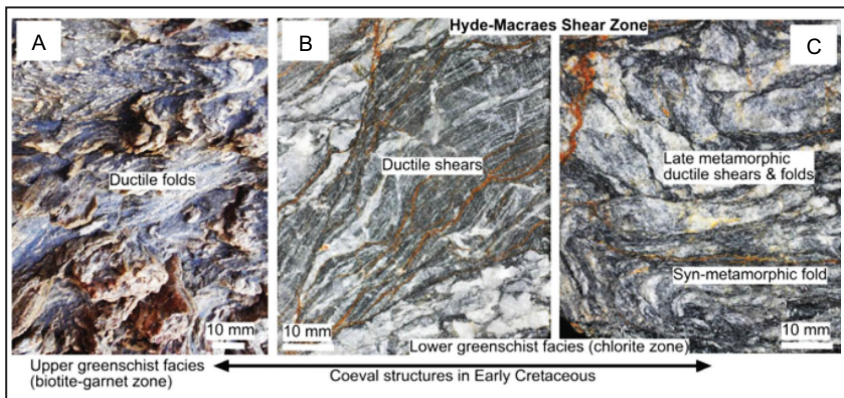 A
B
Hyde-Macraes Shear Zone
C
Ductile folds
Ductile shears
Late metamorphic
ductile shears & folds
Syn-metamorphic fold
10 mm
10 mm
10 mm
Lower greenschist facies (chlorite zone)
Upper greenschist facies
(biotite-garnet zone)
Coeval structures in Early Cretaceous